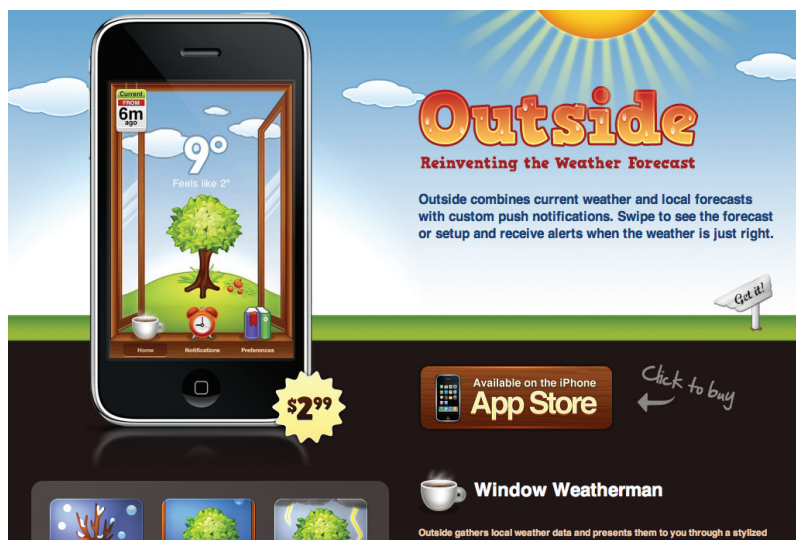 Current
FROM
6m
ago
9°
Feels like 2°
Home
Notifications
Preferences
$2.99
Outside
Reinventing the Weather Forecast
Outside combines current weather and local forecasts
with custom push notifications. Swipe to see the forecast
or setup and receive alerts when the weather is just right.
Get it!
Available on the iPhone
App Store
Click to buy
Window Weatherman
Outside gathers local weather data and presents them to you through a stylized